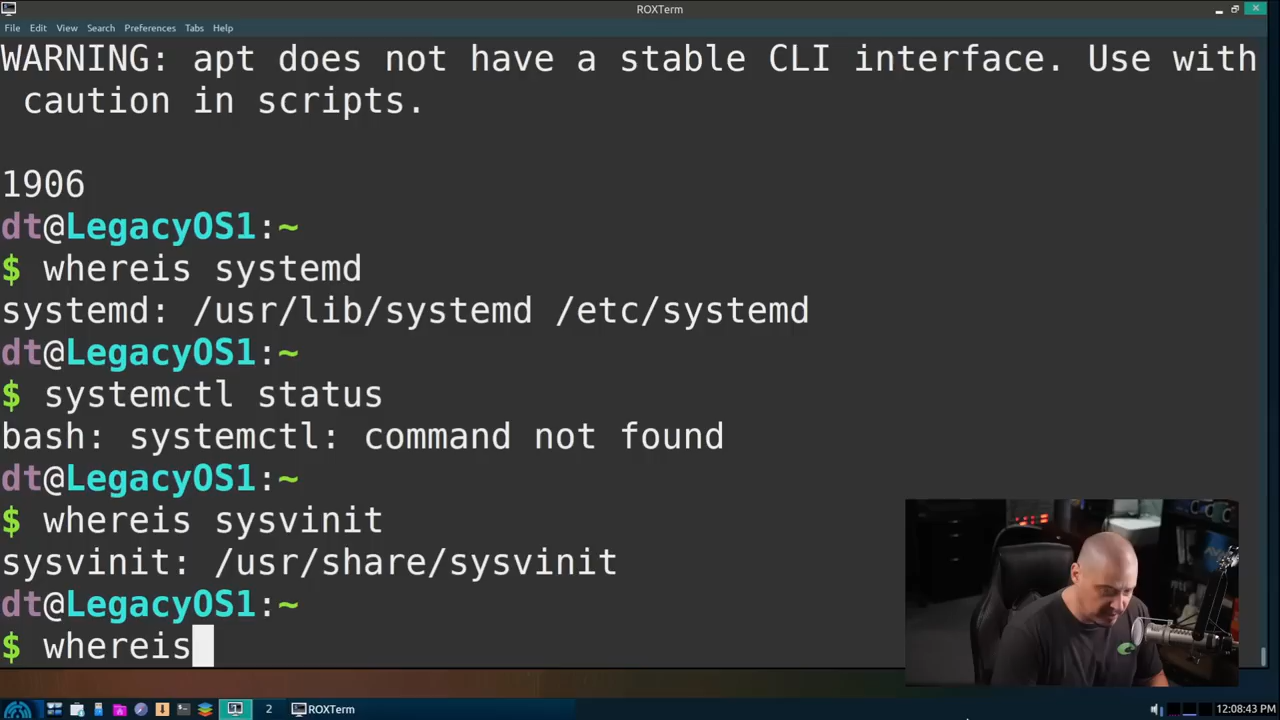 ROXTerm
File Edit View Search Preferences Tabs Help
WARNING: apt does not have a stable CLI interface. Use with
caution in scripts.
1906
dt@LegacyOS1:~
$ whereis systemd
systemd: /usr/lib/systemd /etc/systemd
dt@LegacyOS1:~
$ systemctl status
bash: systemctl: command not found
dt@LegacyOS1:~
$ whereis sysvinit
sysvinit: /usr/share/sysvinit
dt@LegacyOS1:~
$ whereis
1 2 ROXTerm 12:08:43 PM